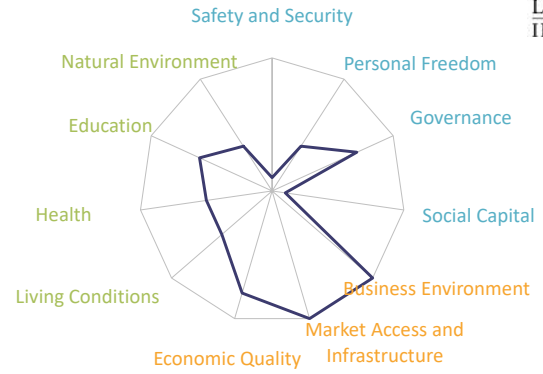 Safety and Security
Natural Environment
Personal Freedom
Education
Governance
Health
Social Capital
Living Conditions
Business Environment
Market Access and
Infrastructure
Economic Quality